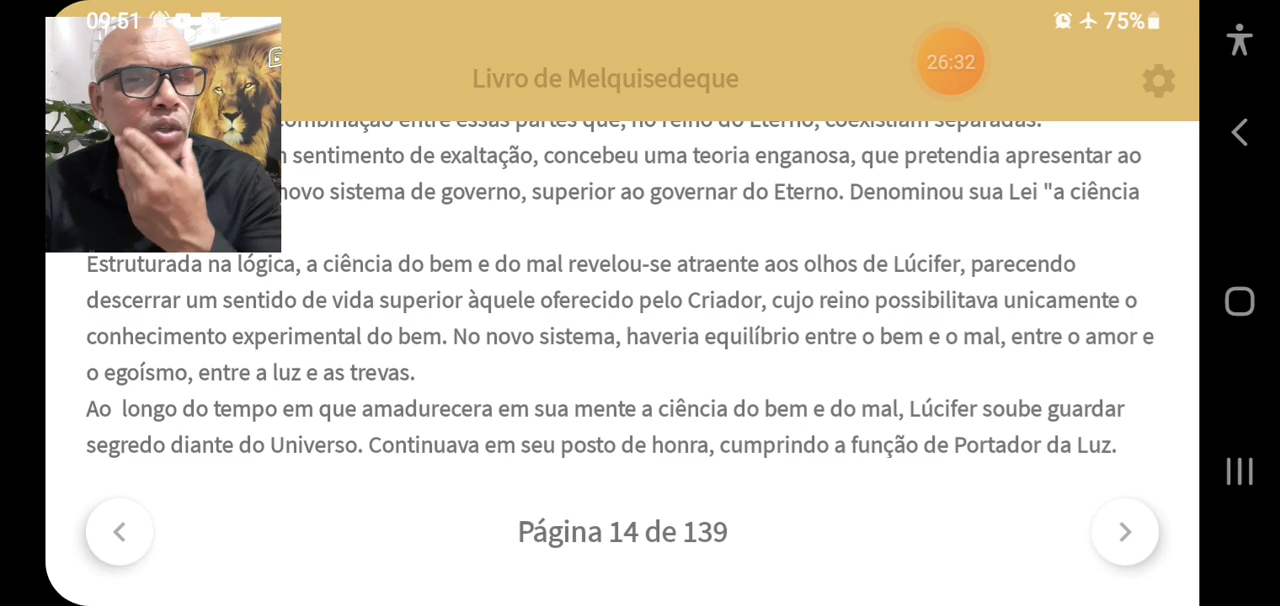 09:51
75%
26:32
Livro de Melquisedeque
combinação entre essas partes que, no reino do Eterno, coexistiam separadas.
sentimento de exaltação, concebeu uma teoria enganosa, que pretendia apresentar ao
novo sistema de governo, superior ao governar do Eterno. Denominou sua Lei "a ciência
Estruturada na lógica, a ciência do bem e do mal revelou-se atraente aos olhos de Lúcifer, parecendo
descerrar um sentido de vida superior àquele oferecido pelo Criador, cujo reino possibilitava unicamente o
conhecimento experimental do bem. No novo sistema, haveria equilíbrio entre o bem e o mal, entre o amor e
o egoísmo, entre a luz e as trevas.
Ao longo do tempo em que amadurecera em sua mente a ciência do bem e do mal, Lúcifer soube guardar
segredo diante do Universo. Continuava em seu posto de honra, cumprindo a função de Portador da Luz.
Página 14 de 139